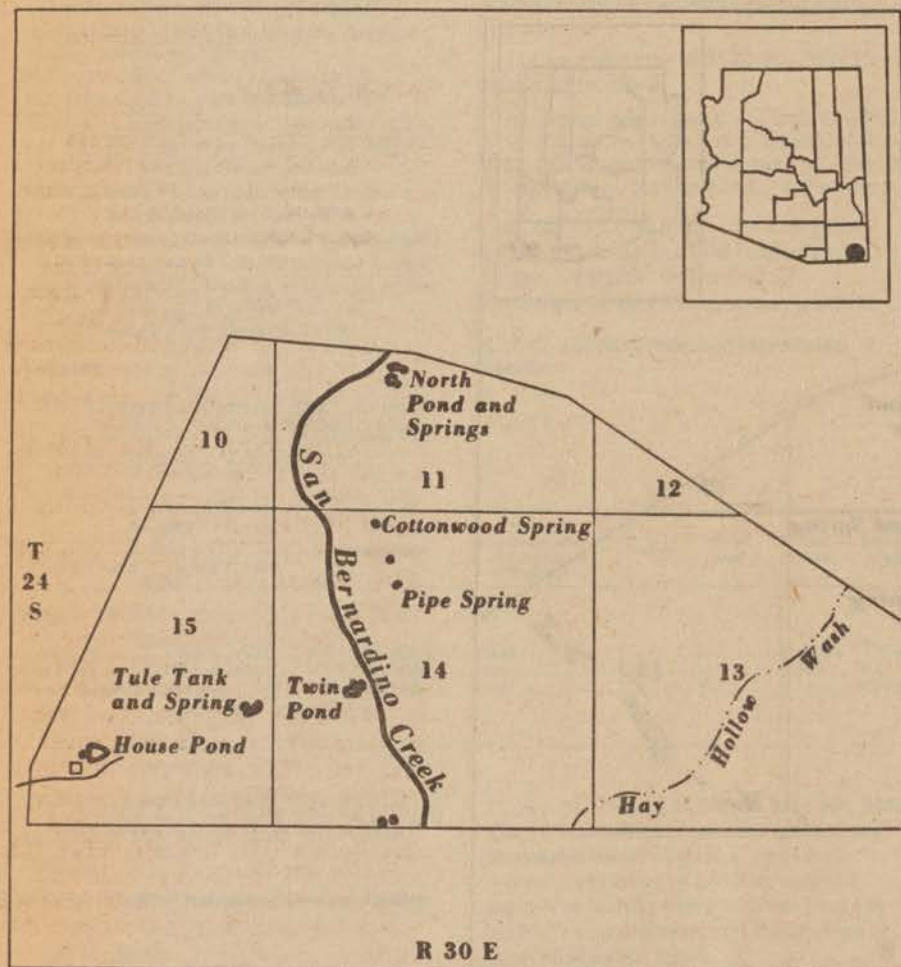 North
Pond and
Springs
10
San
11
12
Cottonwood Spring
T
24
S
Bernardino
Pipe Spring
15
14
13
Wash
Tule Tank
and Spring
Twin
Pond
Hollow
House Pond
Creek
Hay
R 30 E